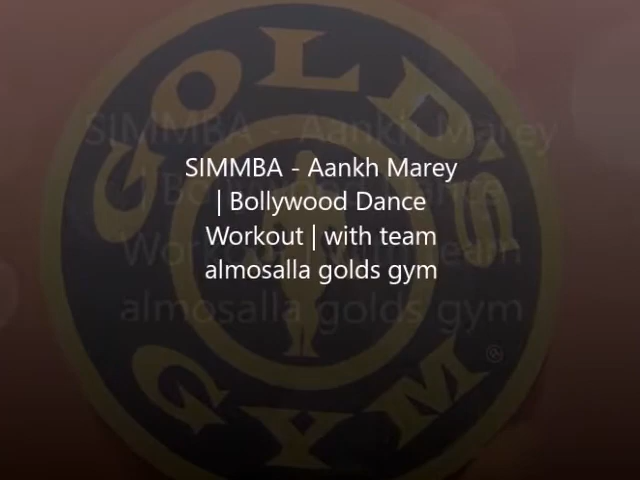 GOLD'S
SIMMBA - Aankh Marey
| Bollywood Dance
Workout | with team
almosalla golds gym
GYM
®